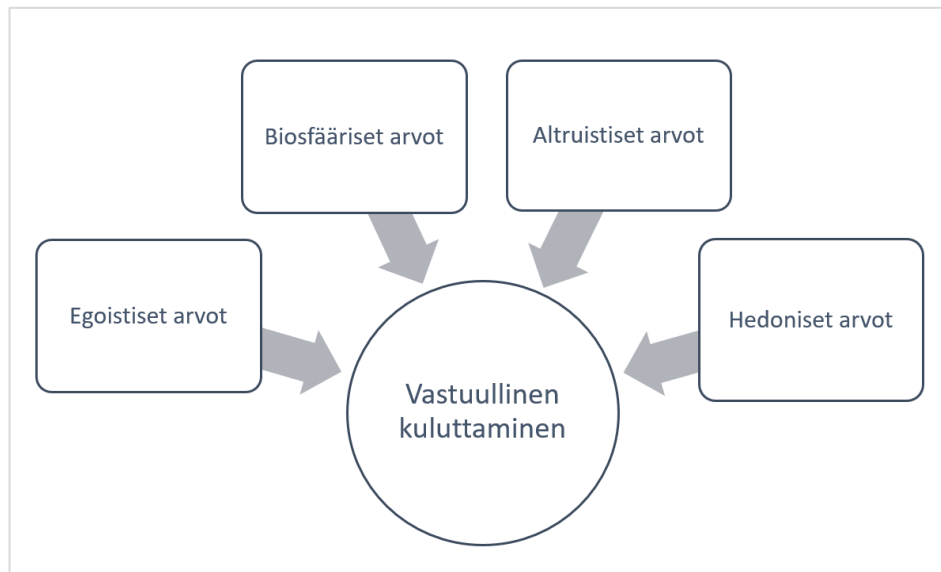 Biosfääriset arvot
Altruistiset arvot
Egoistiset arvot
Hedoniset arvot
Vastuullinen
kuluttaminen